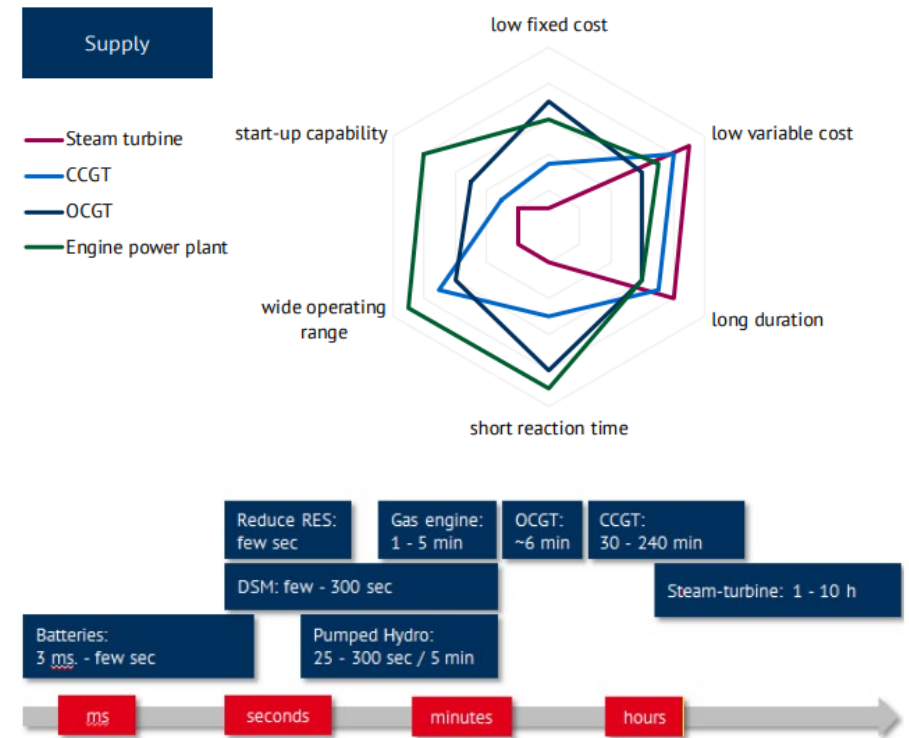 Supply
low fixed cost
Steam turbine
CCGT
OCGT
Engine power plant
start-up capability
low variable cost
wide operating
range
long duration
short reaction time
Reduce RES:
few sec
Gas engine:
1 - 5 min
OCGT:
~6 min
CCGT:
30 - 240 min
DSM: few - 300 sec
Steam-turbine: 1 - 10 h
Batteries:
3 ms. - few sec
Pumped Hydro:
25 - 300 sec / 5 min
ms
seconds
minutes
hours